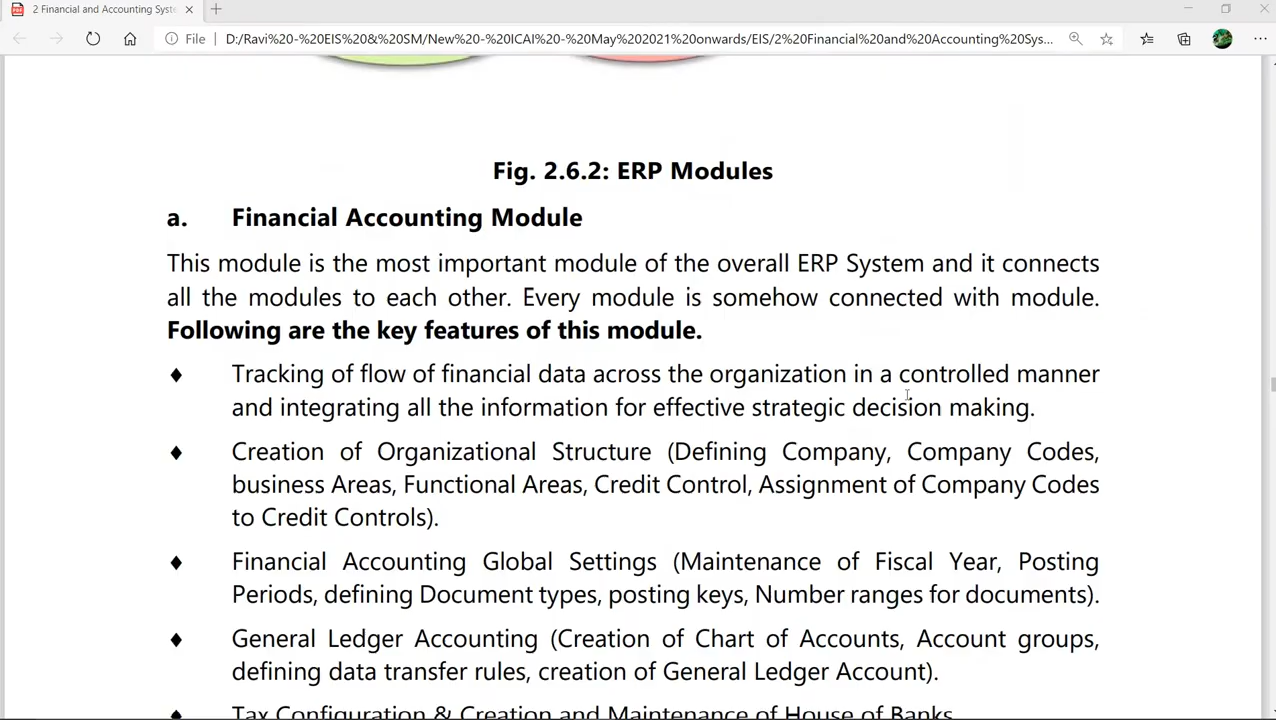 2 Financial and Accounting Syste
File
D:/Ravi%20-%20EIS%20&%20SM/New%20-%20ICAI%20-%20May%202021%20onwards/EIS/2%20Financial%20and%20Accounting%20Sys...
Fig. 2.6.2: ERP Modules
a. Financial Accounting Module
This module is the most important module of the overall ERP System and it connects
all the modules to each other. Every module is somehow connected with module.
Following are the key features of this module.
♦ Tracking of flow of financial data across the organization in a controlled manner
and integrating all the information for effective strategic decision making.
♦ Creation of Organizational Structure (Defining Company, Company Codes,
business Areas, Functional Areas, Credit Control, Assignment of Company Codes
to Credit Controls).
♦ Financial Accounting Global Settings (Maintenance of Fiscal Year, Posting
Periods, defining Document types, posting keys, Number ranges for documents).
♦ General Ledger Accounting (Creation of Chart of Accounts, Account groups,
defining data transfer rules, creation of General Ledger Account).
♦ Tax Configuration & Creation and Maintenance of House of Banks.